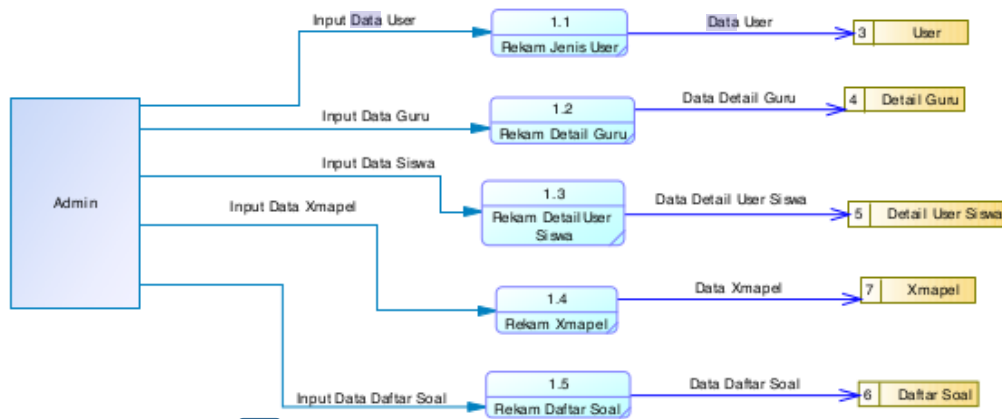 Input Data User
1.1
Rekam Jenis User
Data User
3 User
Input Data Guru
1.2
Rekam Detail Guru
Data Detail Guru
4 Detail Guru
Admin
Input Data Siswa
1.3
Rekam Detail User
Siswa
Data Detail User Siswa
5 Detail User Siswa
Input Data Xmapel
1.4
Rekam Xmapel
Data Xmapel
7 Xmapel
Input Data Daftar Soal
1.5
Rekam Daftar Soal
Data Daftar Soal
6 Daftar Soal